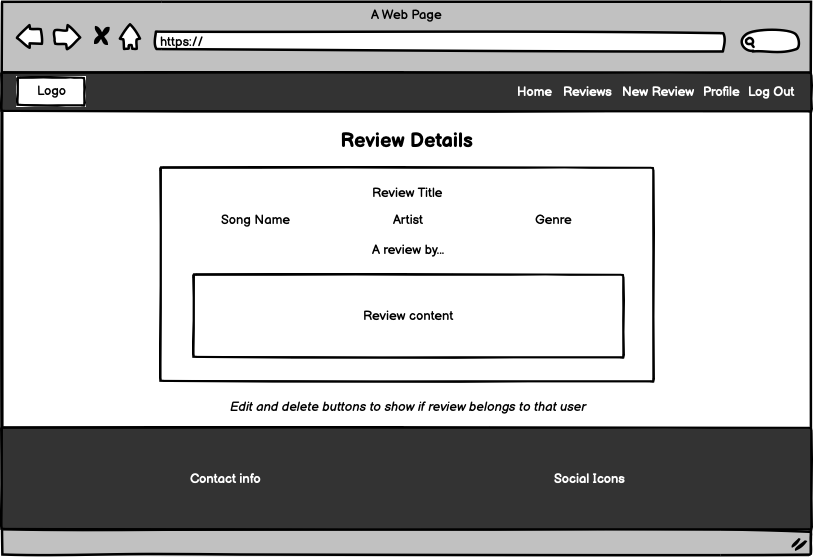 A Web Page
https://
Logo
Home Reviews New Review Profile Log Out
Review Details
Review Title
Song Name Artist Genre
A review by...
Review content
Edit and delete buttons to show if review belongs to that user
Contact info Social Icons